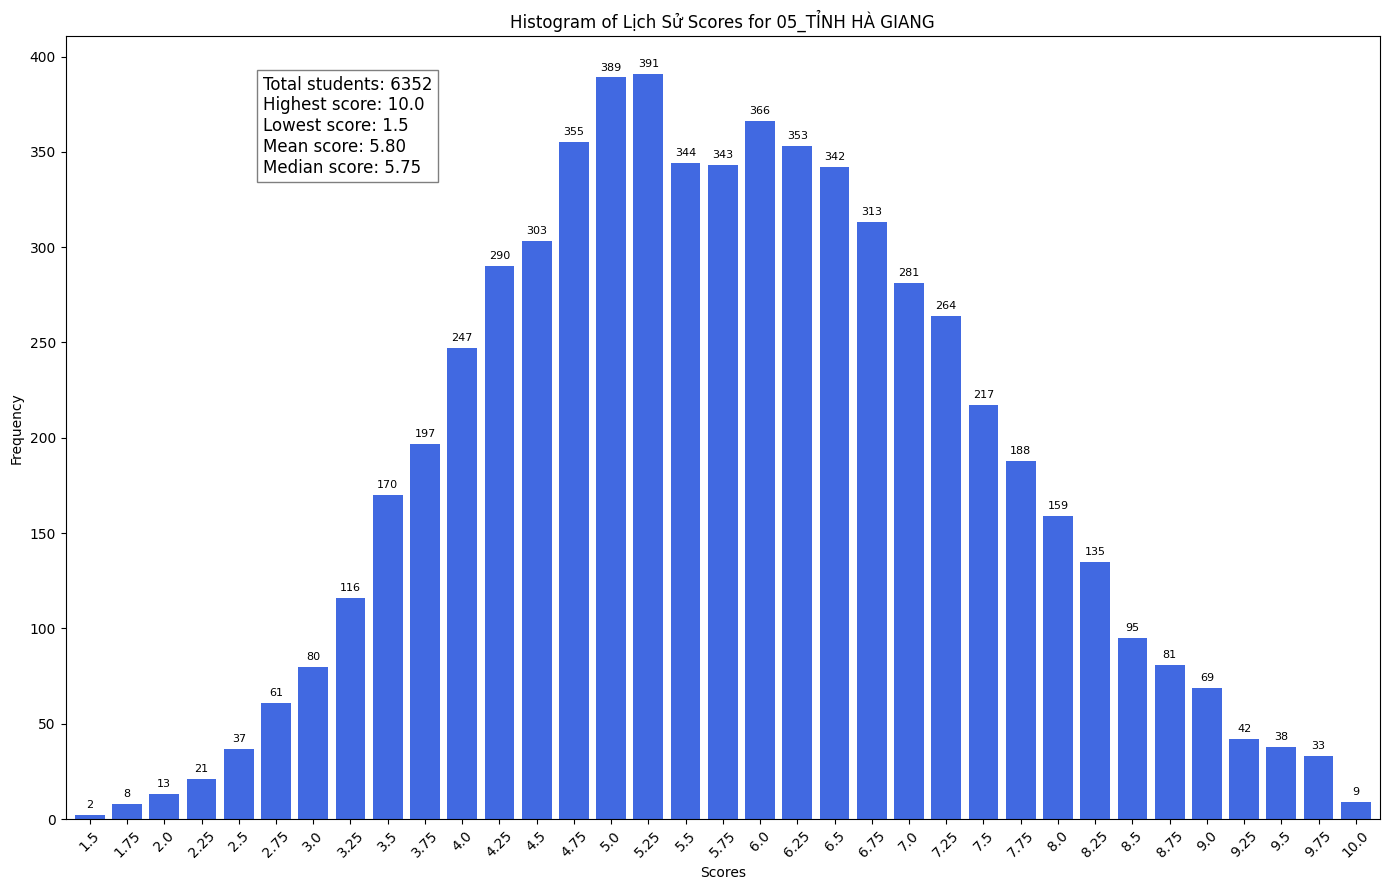 Histogram of Lịch Sử Scores for 05_TỈNH HÀ GIANG
Total students: 6352
Highest score: 10.0
Lowest score: 1.5
Mean score: 5.80
Median score: 5.75
Frequency
400
350
300
250
200
150
100
50
0
2 8 13 21 37 61 80 116 170 197 247 290 303 355 389 391 344 343 366 353 342 313 281 264 217 188 159 135 95 81 69 42 38 33 9
1.5 1.75 2.0 2.25 2.5 2.75 3.0 3.25 3.5 3.75 4.0 4.25 4.5 4.75 5.0 5.25 5.5 5.75 6.0 6.25 6.5 6.75 7.0 7.25 7.5 7.75 8.0 8.25 8.5 8.75 9.0 9.25 9.5 9.75 10.0
Scores